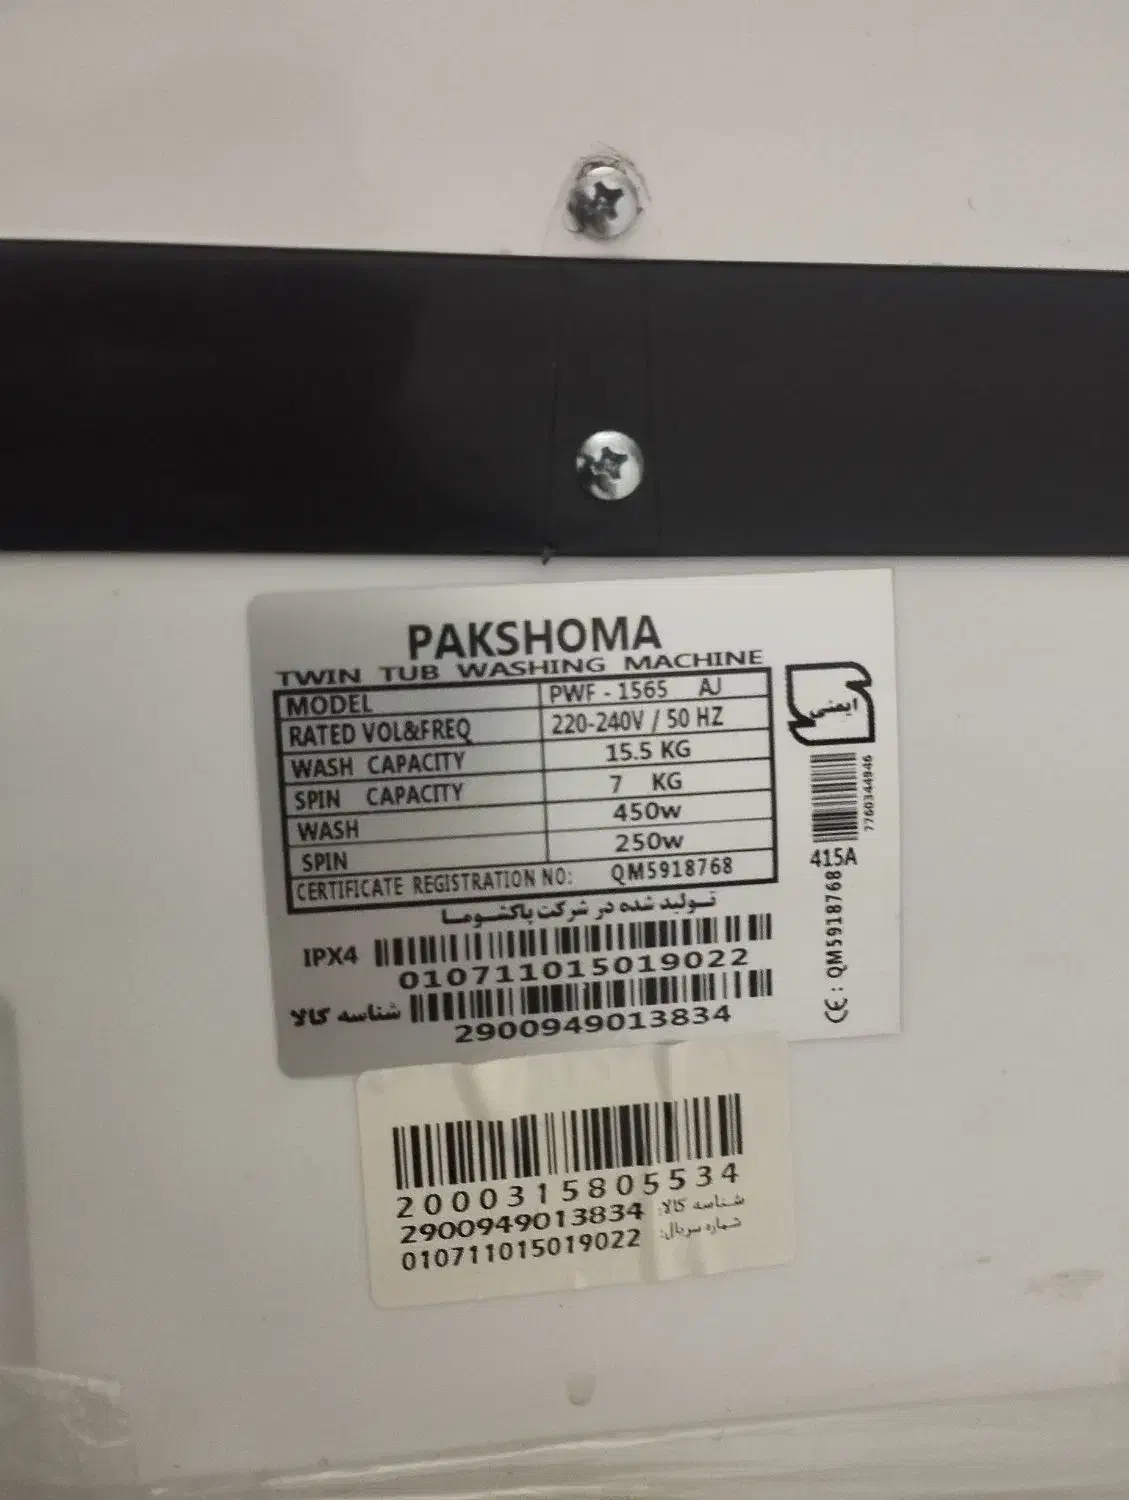 PAKSHOMA
TWIN TUB WASHING MACHINE
MODEL PWF - 1565 AJ
RATED VOL&FREQ 220-240V / 50 HZ
WASH CAPACITY 15.5 KG
SPIN CAPACITY 7 KG
WASH 450w
SPIN 250w
CERTIFICATE REGISTRATION NO: QM5918768
تولید شده در شرکت پاکشوما
IPX4
010711015019022
شناسه کالا
2900949013834
ایمنی
7760344946
415A
CE : QM5918768
2000315805534
2900949013834 شناسه کالا:
010711015019022 شماره سریال: